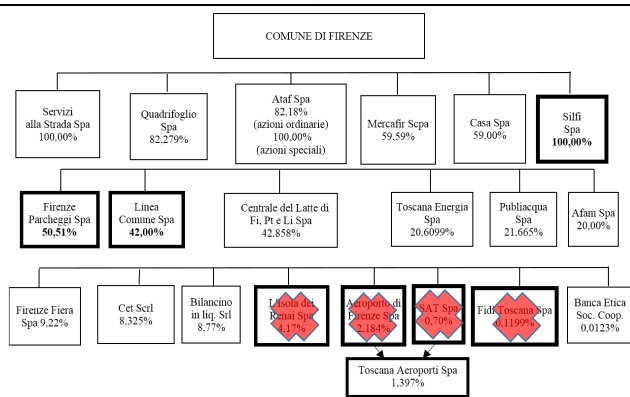 COMUNE DI FIRENZE
Servizi
alla Strada Spa
100,00%
Quadrifoglio
Spa
82,279%
Ataf Spa
82,18%
(azioni ordinarie)
100,00%
(azioni speciali)
Mercafir Scpa
59,59%
Casa Spa
59,00%
Silfi
Spa
100,00%
Firenze
Parcheggi Spa
50,51%
Linea
Comune Spa
42,00%
Centrale del Latte di
Fi, Pt e Li Spa
42,858%
Toscana Energia
Spa
20,6099%
Publiacqua
Spa
21,665%
Afam Spa
20,00%
Firenze Fiera
Spa 9,22%
Cet Scrl
8,325%
Bilancino
in liq. Srl
8,77%
L'Isola dei
Renai Spa
4,17%
Aeroporto di
Firenze Spa
2,184%
SAT Spa
0,70%
Fidi Toscana Spa
0,1199%
Banca Etica
Soc. Coop.
0,0123%
Toscana Aeroporti Spa
1,397%